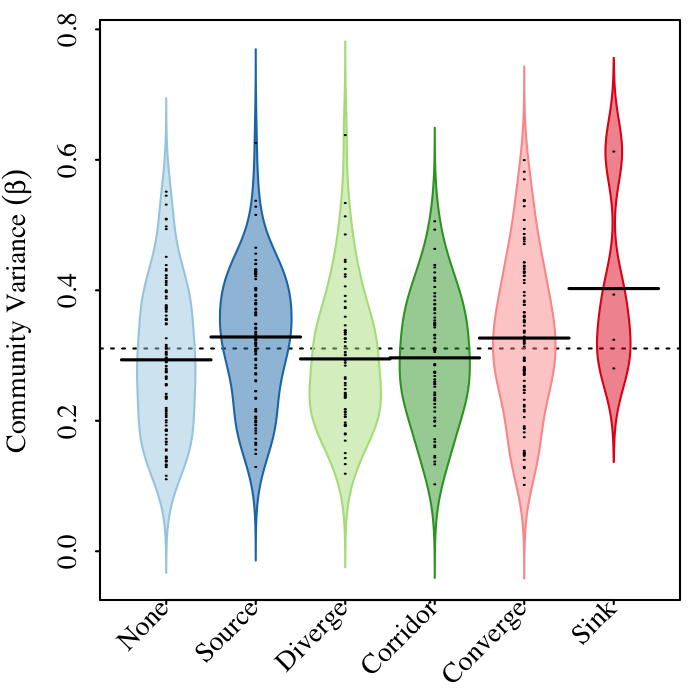 Community Variance (β)
0.8
0.6
0.4
0.2
0.0
None
Source
Diverge
Corridor
Converge
Sink